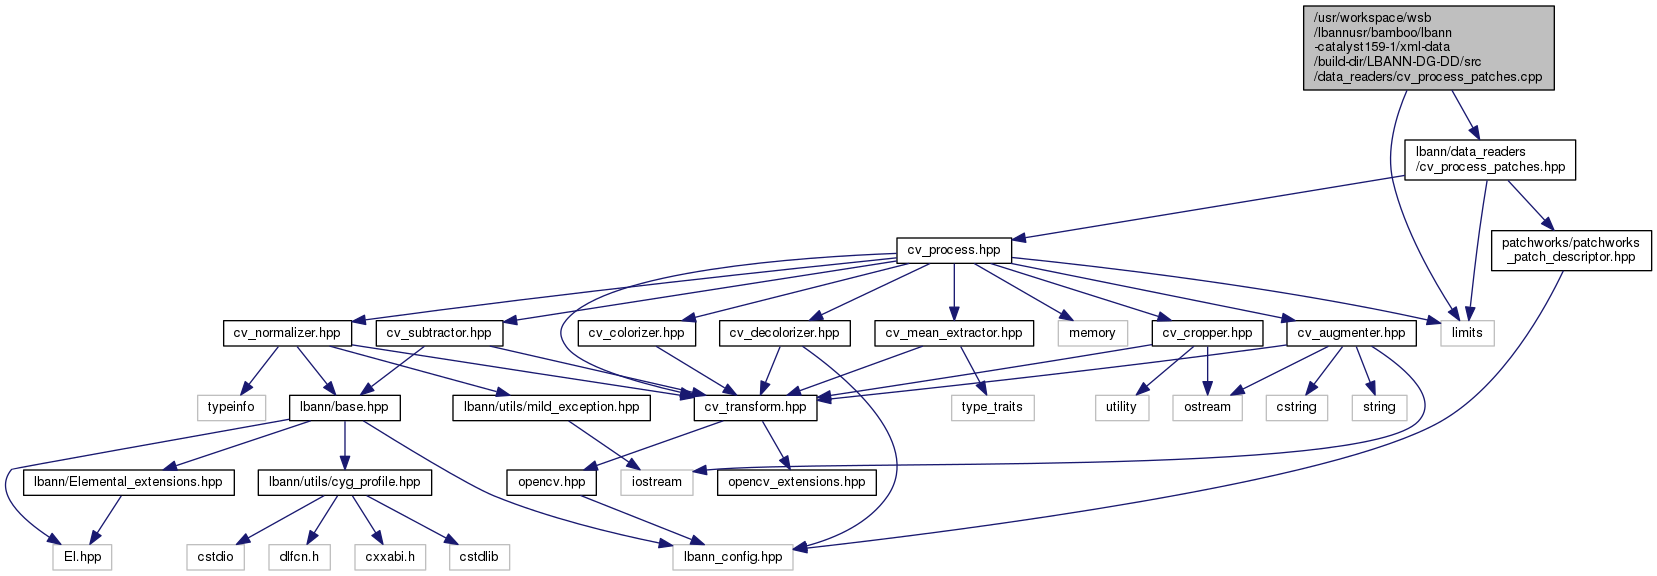 /usr/workspace/wsb
/lbannusr/bamboo/lbann
-catalyst159-1/xml-data
/build-dir/LBANN-DG-DD/src
/data_readers/cv_process_patches.cpp
lbann/data_readers
/cv_process_patches.hpp
cv_process.hpp
patchworks/patchworks
_patch_descriptor.hpp
cv_normalizer.hpp
cv_subtractor.hpp
cv_colorizer.hpp
cv_decolorizer.hpp
cv_mean_extractor.hpp
memory
cv_cropper.hpp
cv_augmenter.hpp
limits
typeinfo
lbann/base.hpp
lbann/utils/mild_exception.hpp
cv_transform.hpp
type_traits
utility
ostream
cstring
string
lbann/Elemental_extensions.hpp
lbann/utils/cyg_profile.hpp
opencv.hpp
iostream
opencv_extensions.hpp
El.hpp
cstdio
dlfcn.h
cxxabi.h
cstdlib
lbann_config.hpp